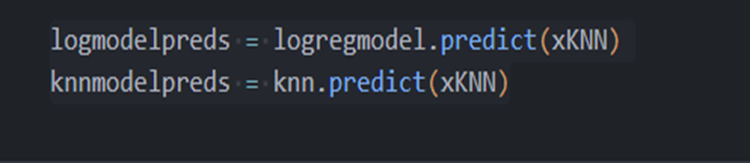 logmodelpreds = logregmodel.predict(xKNN)
knnmodelpreds = knn.predict(xKNN)